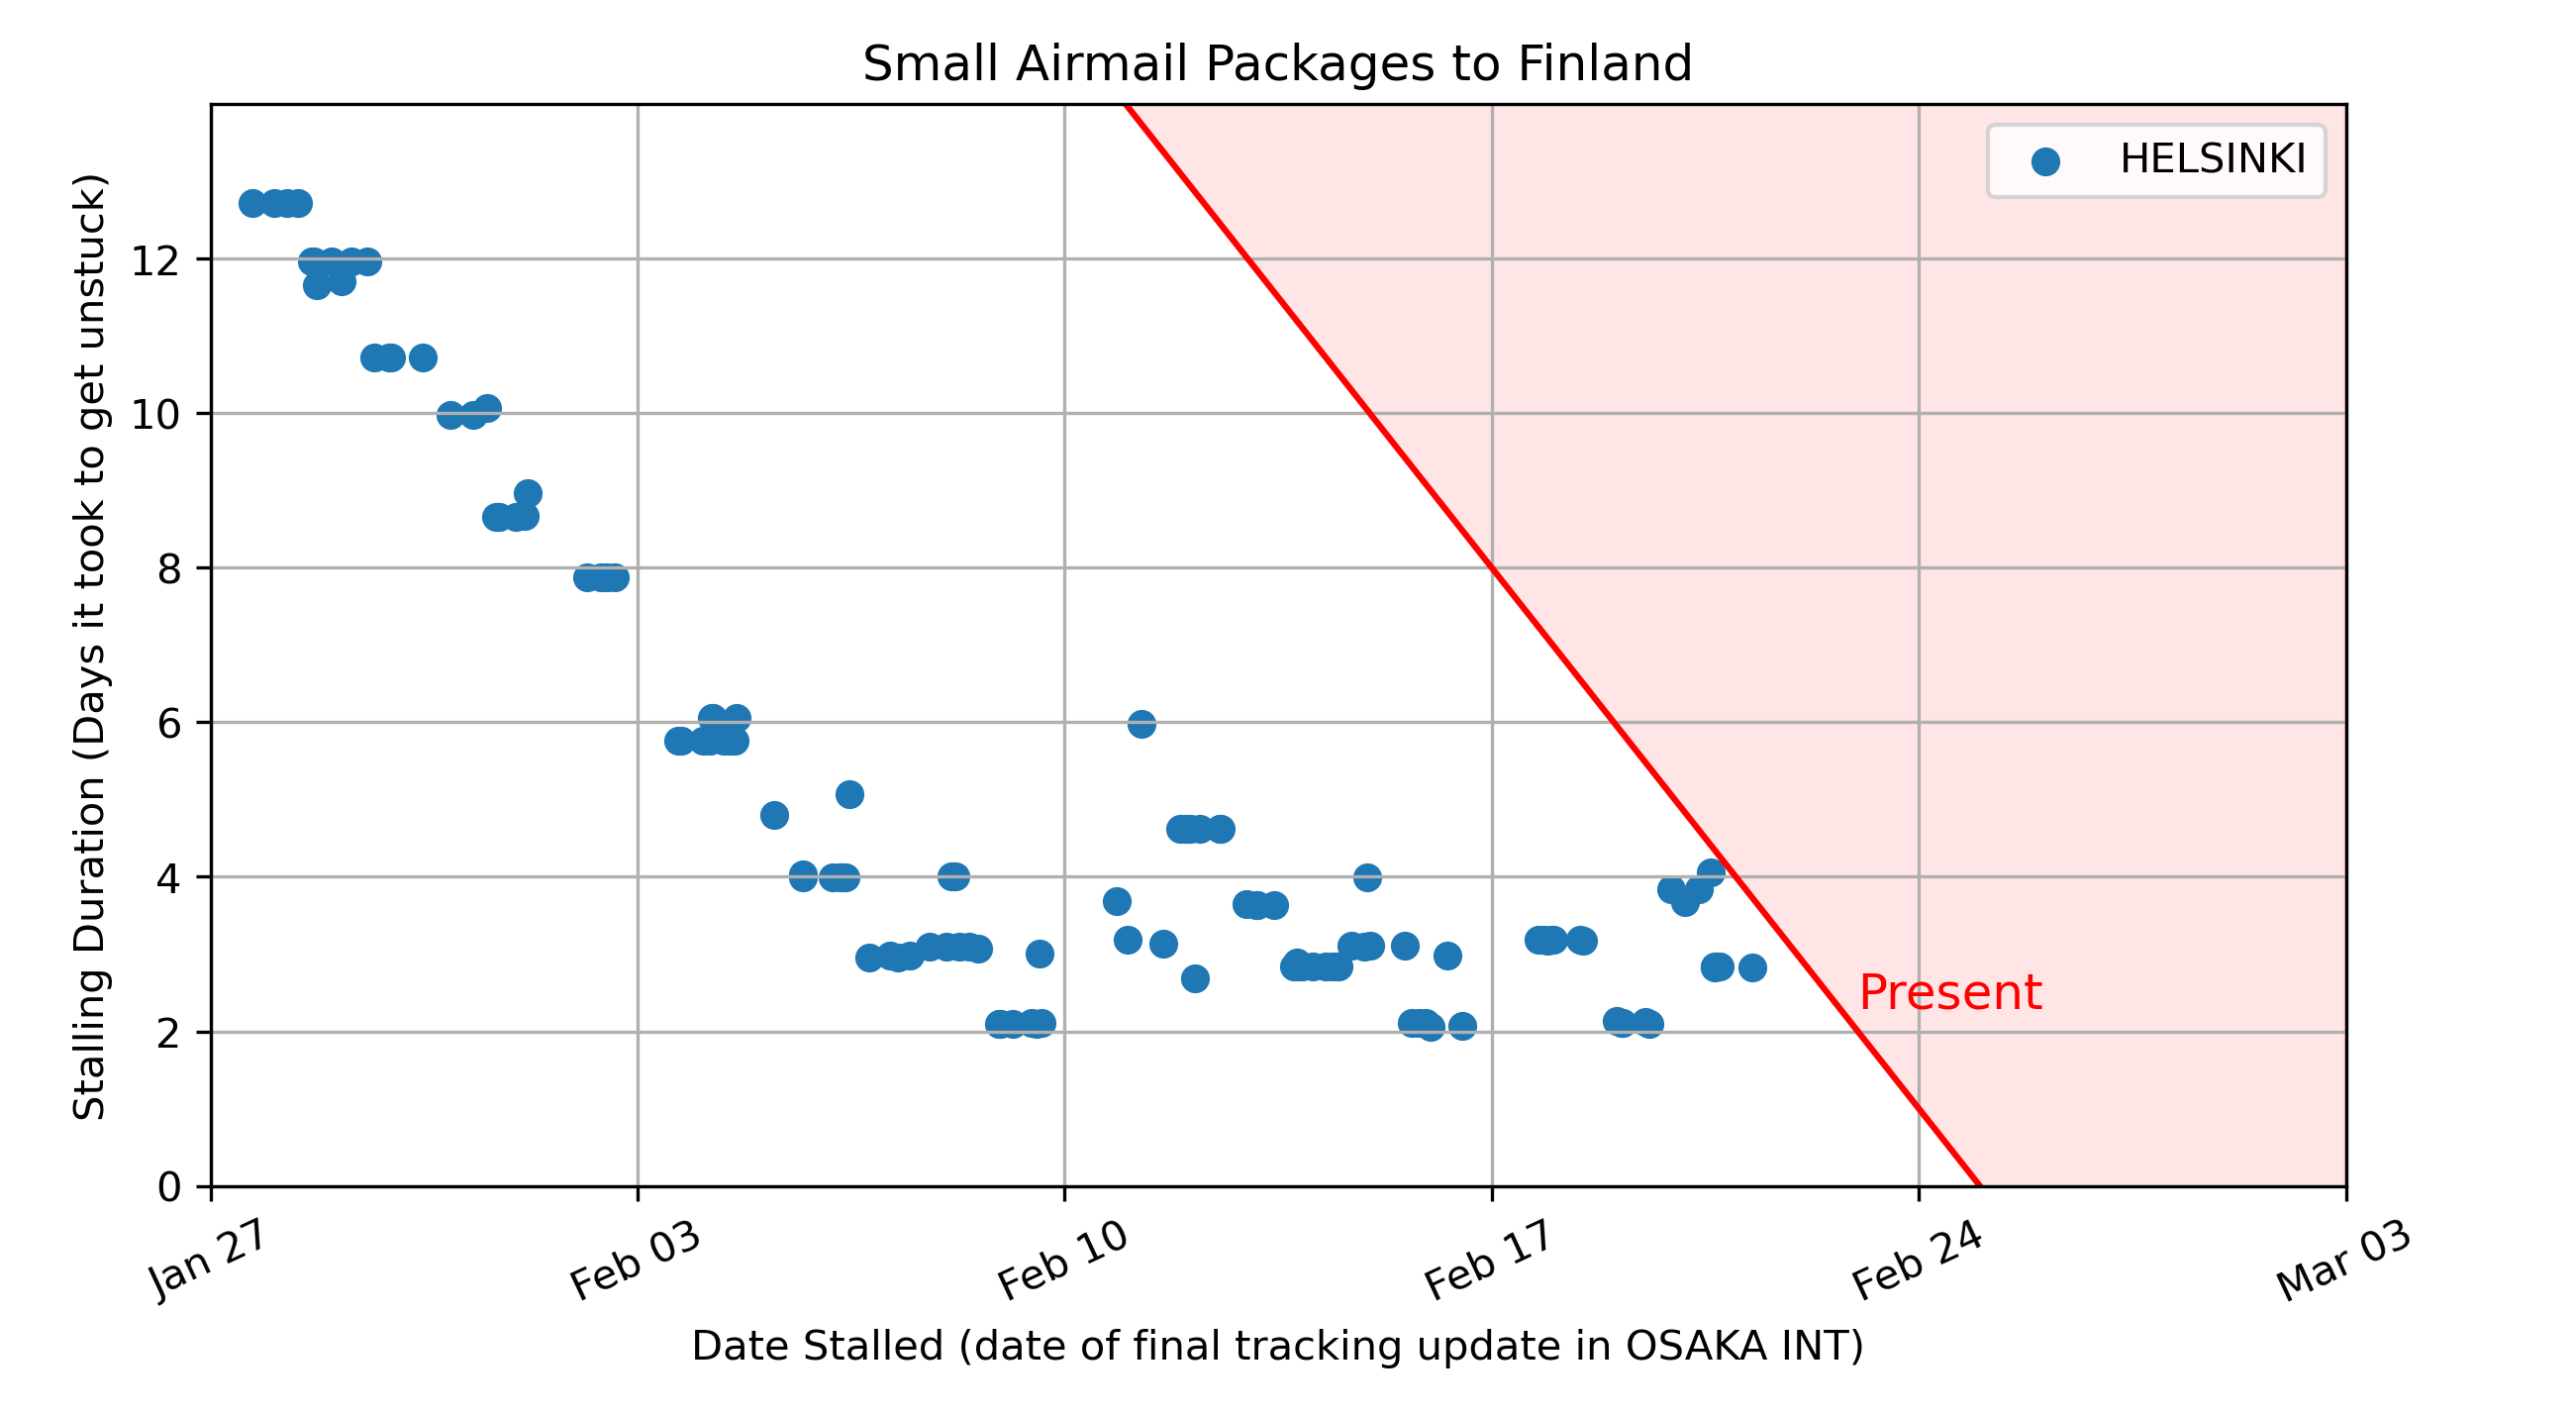 Small Airmail Packages to Finland
HELSINKI
Stalling Duration (Days it took to get unstuck)
12
10
8
6
4
2
0
Present
Jan 27
Feb 03
Feb 10
Feb 17
Feb 24
Mar 03
Date Stalled (date of final tracking update in OSAKA INT)